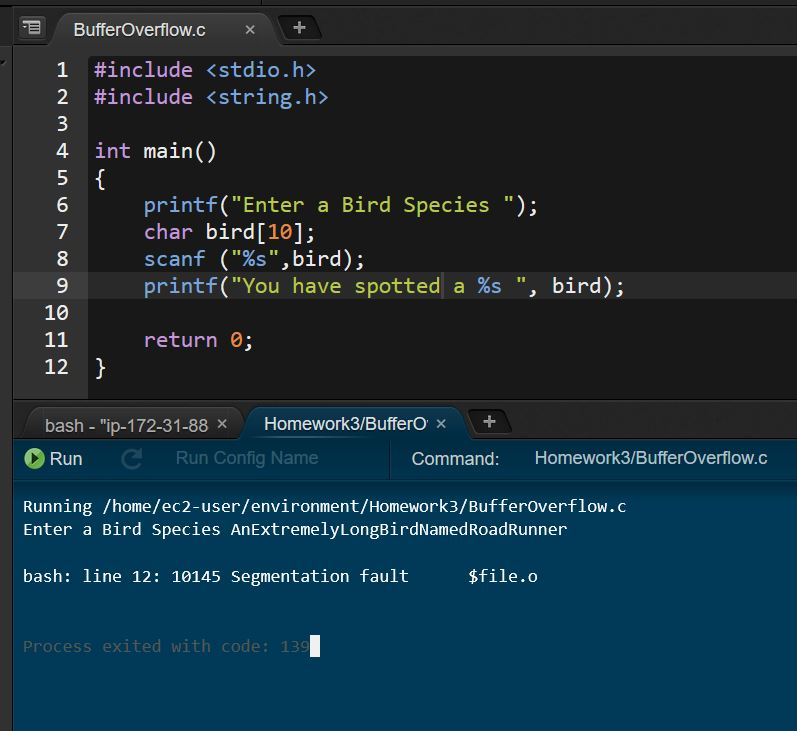 BufferOverflow.c × +
1 #include <stdio.h>
2 #include <string.h>
3
4 int main()
5 {
6     printf("Enter a Bird Species ");
7     char bird[10];
8     scanf ("%s",bird);
9     printf("You have spotted a %s ", bird);
10
11     return 0;
12 }
bash - "ip-172-31-88 × Homework3/BufferO × +
Run Run Config Name Command: Homework3/BufferOverflow.c
Running /home/ec2-user/environment/Homework3/BufferOverflow.c
Enter a Bird Species AnExtremelyLongBirdNamedRoadRunner
bash: line 12: 10145 Segmentation fault      $file.o
Process exited with code: 139